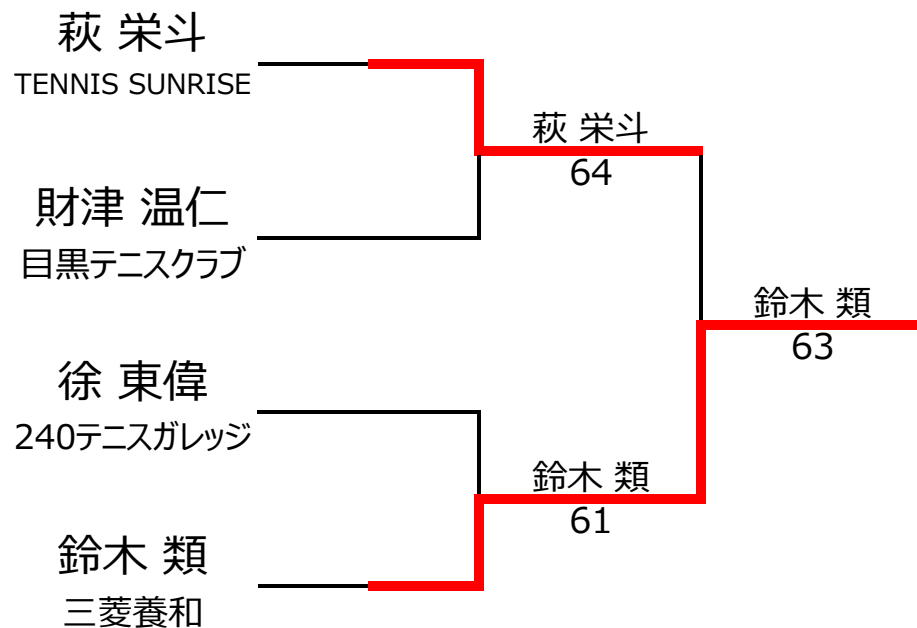 萩 栄斗
TENNIS SUNRISE
財津 温仁
目黒テニスクラブ
徐 東偉
240テニスガレッジ
鈴木 類
三菱養和
萩 栄斗
64
鈴木 類
61
鈴木 類
63